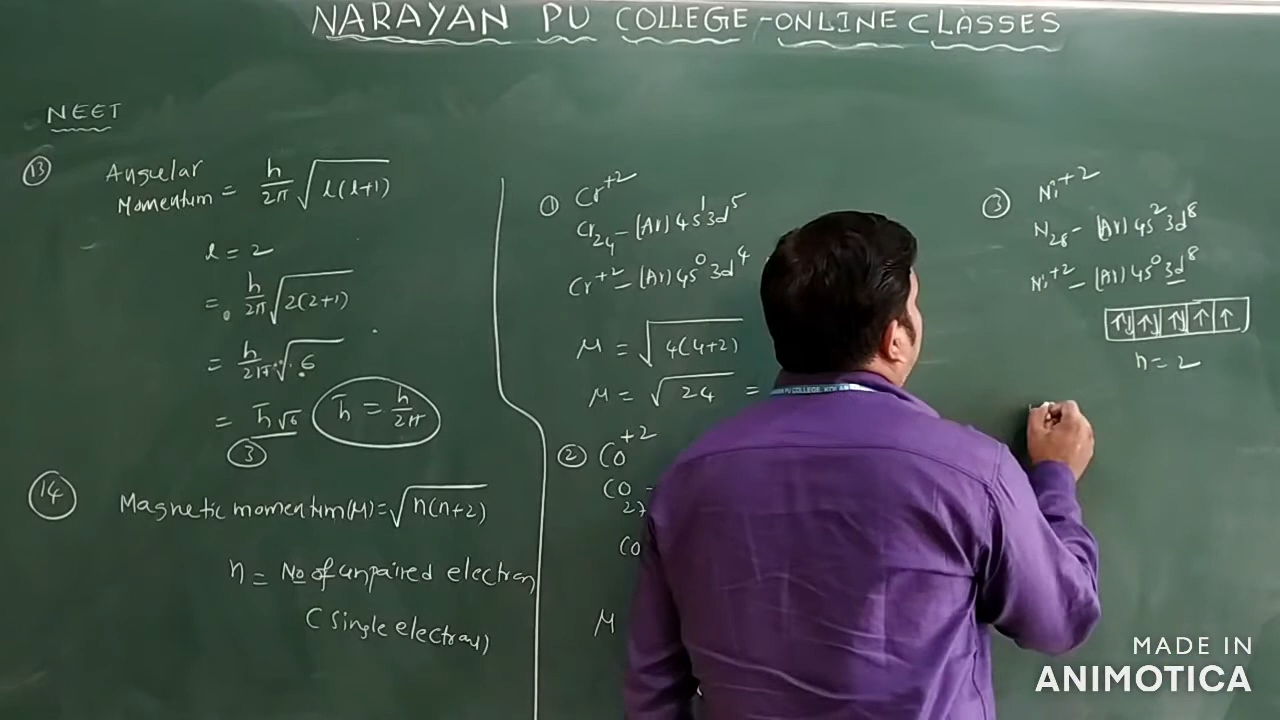 NARAYAN PU COLLEGE - ONLINE CLASSES
NEET
13 Angular Momentum = h/2π √l(l+1)
l = 2
= h/2π √2(2+1)
= h/2π √6
= ħ√6 ħ = h/2π
3
14 Magnetic momentum(μ) = √n(n+2)
n = No of unpaired electron
(single electron)
1 Cr+2
Cr24 - [Ar] 4s1 3d5
Cr+2 - [Ar] 4s0 3d4
μ = √4(4+2)
μ = √24 =
2 CO+2
CO27 -
CO
μ
3 Ni+2
N28 - [Ar] 4s2 3d8
Ni+2 - [Ar] 4s0 3d8
↑↓ ↑↓ ↑↓ ↑ ↑
n = 2
MADE IN
ANIMOTICA